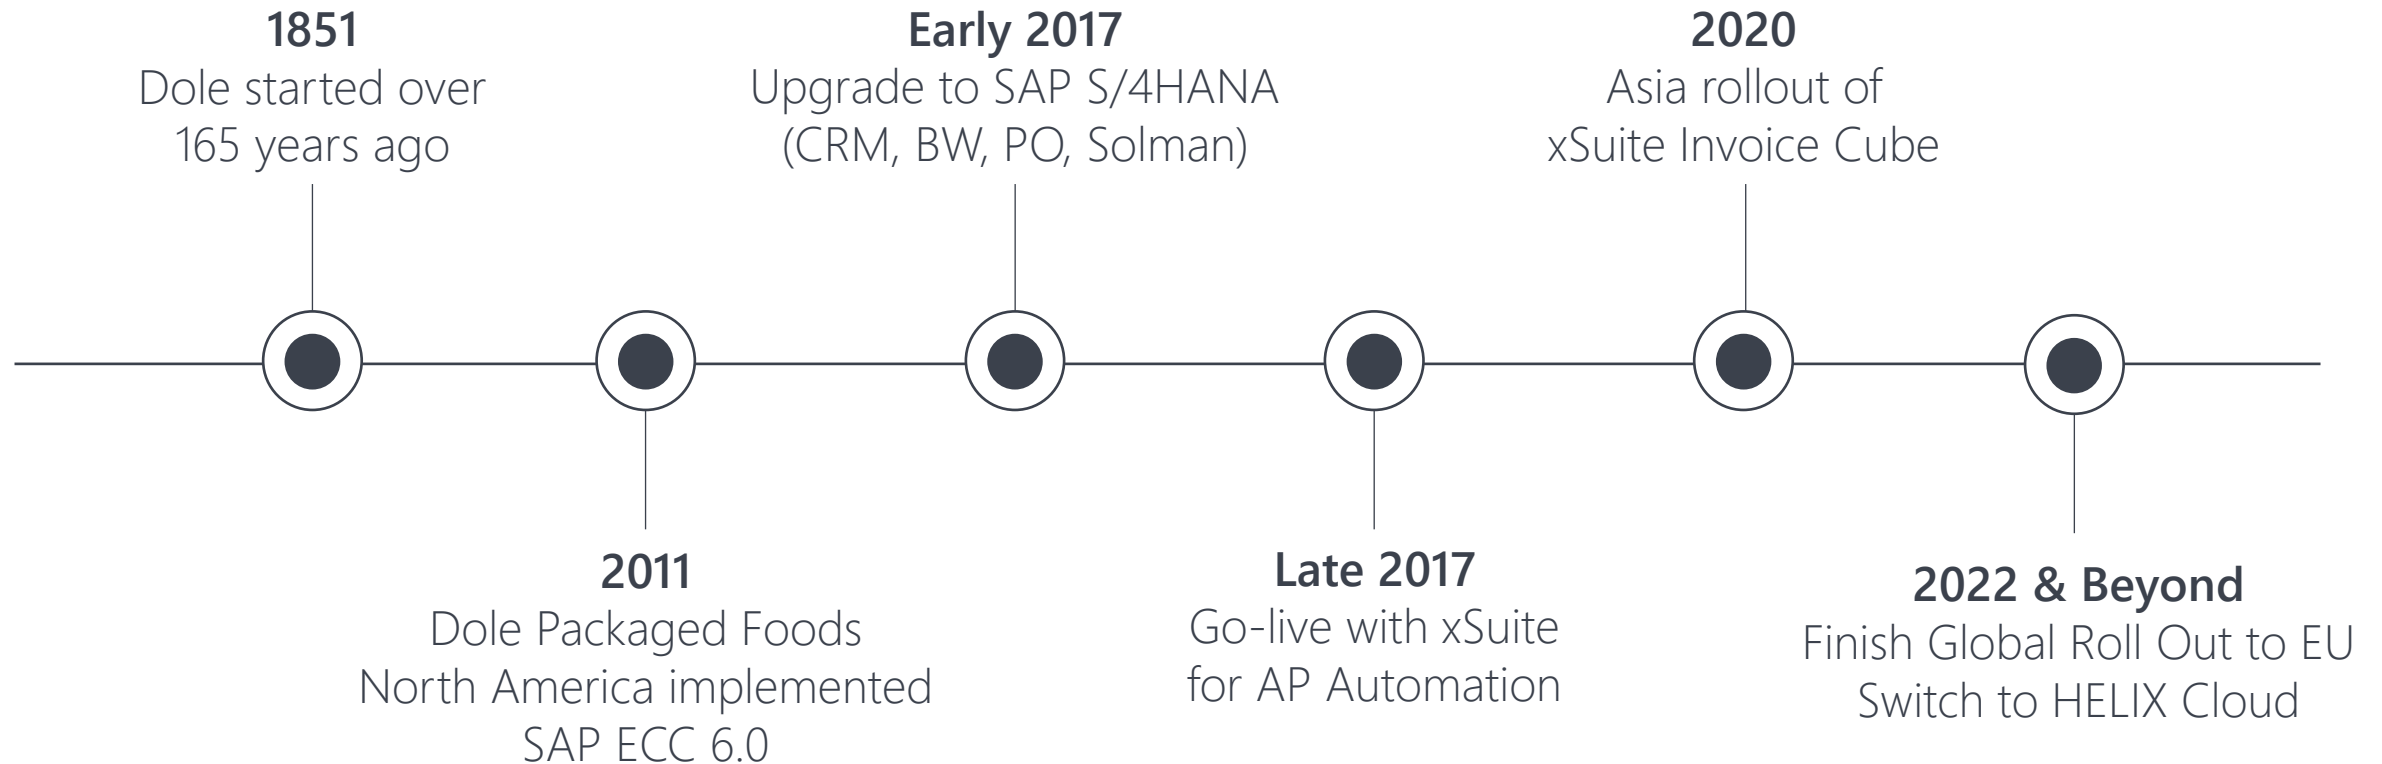 1851
Dole started over
165 years ago
2011
Dole Packaged Foods
North America implemented
SAP ECC 6.0
Early 2017
Upgrade to SAP S/4HANA
(CRM, BW, PO, Solman)
Late 2017
Go-live with xSuite
for AP Automation
2020
Asia rollout of
xSuite Invoice Cube
2022 & Beyond
Finish Global Roll Out to EU
Switch to HELIX Cloud